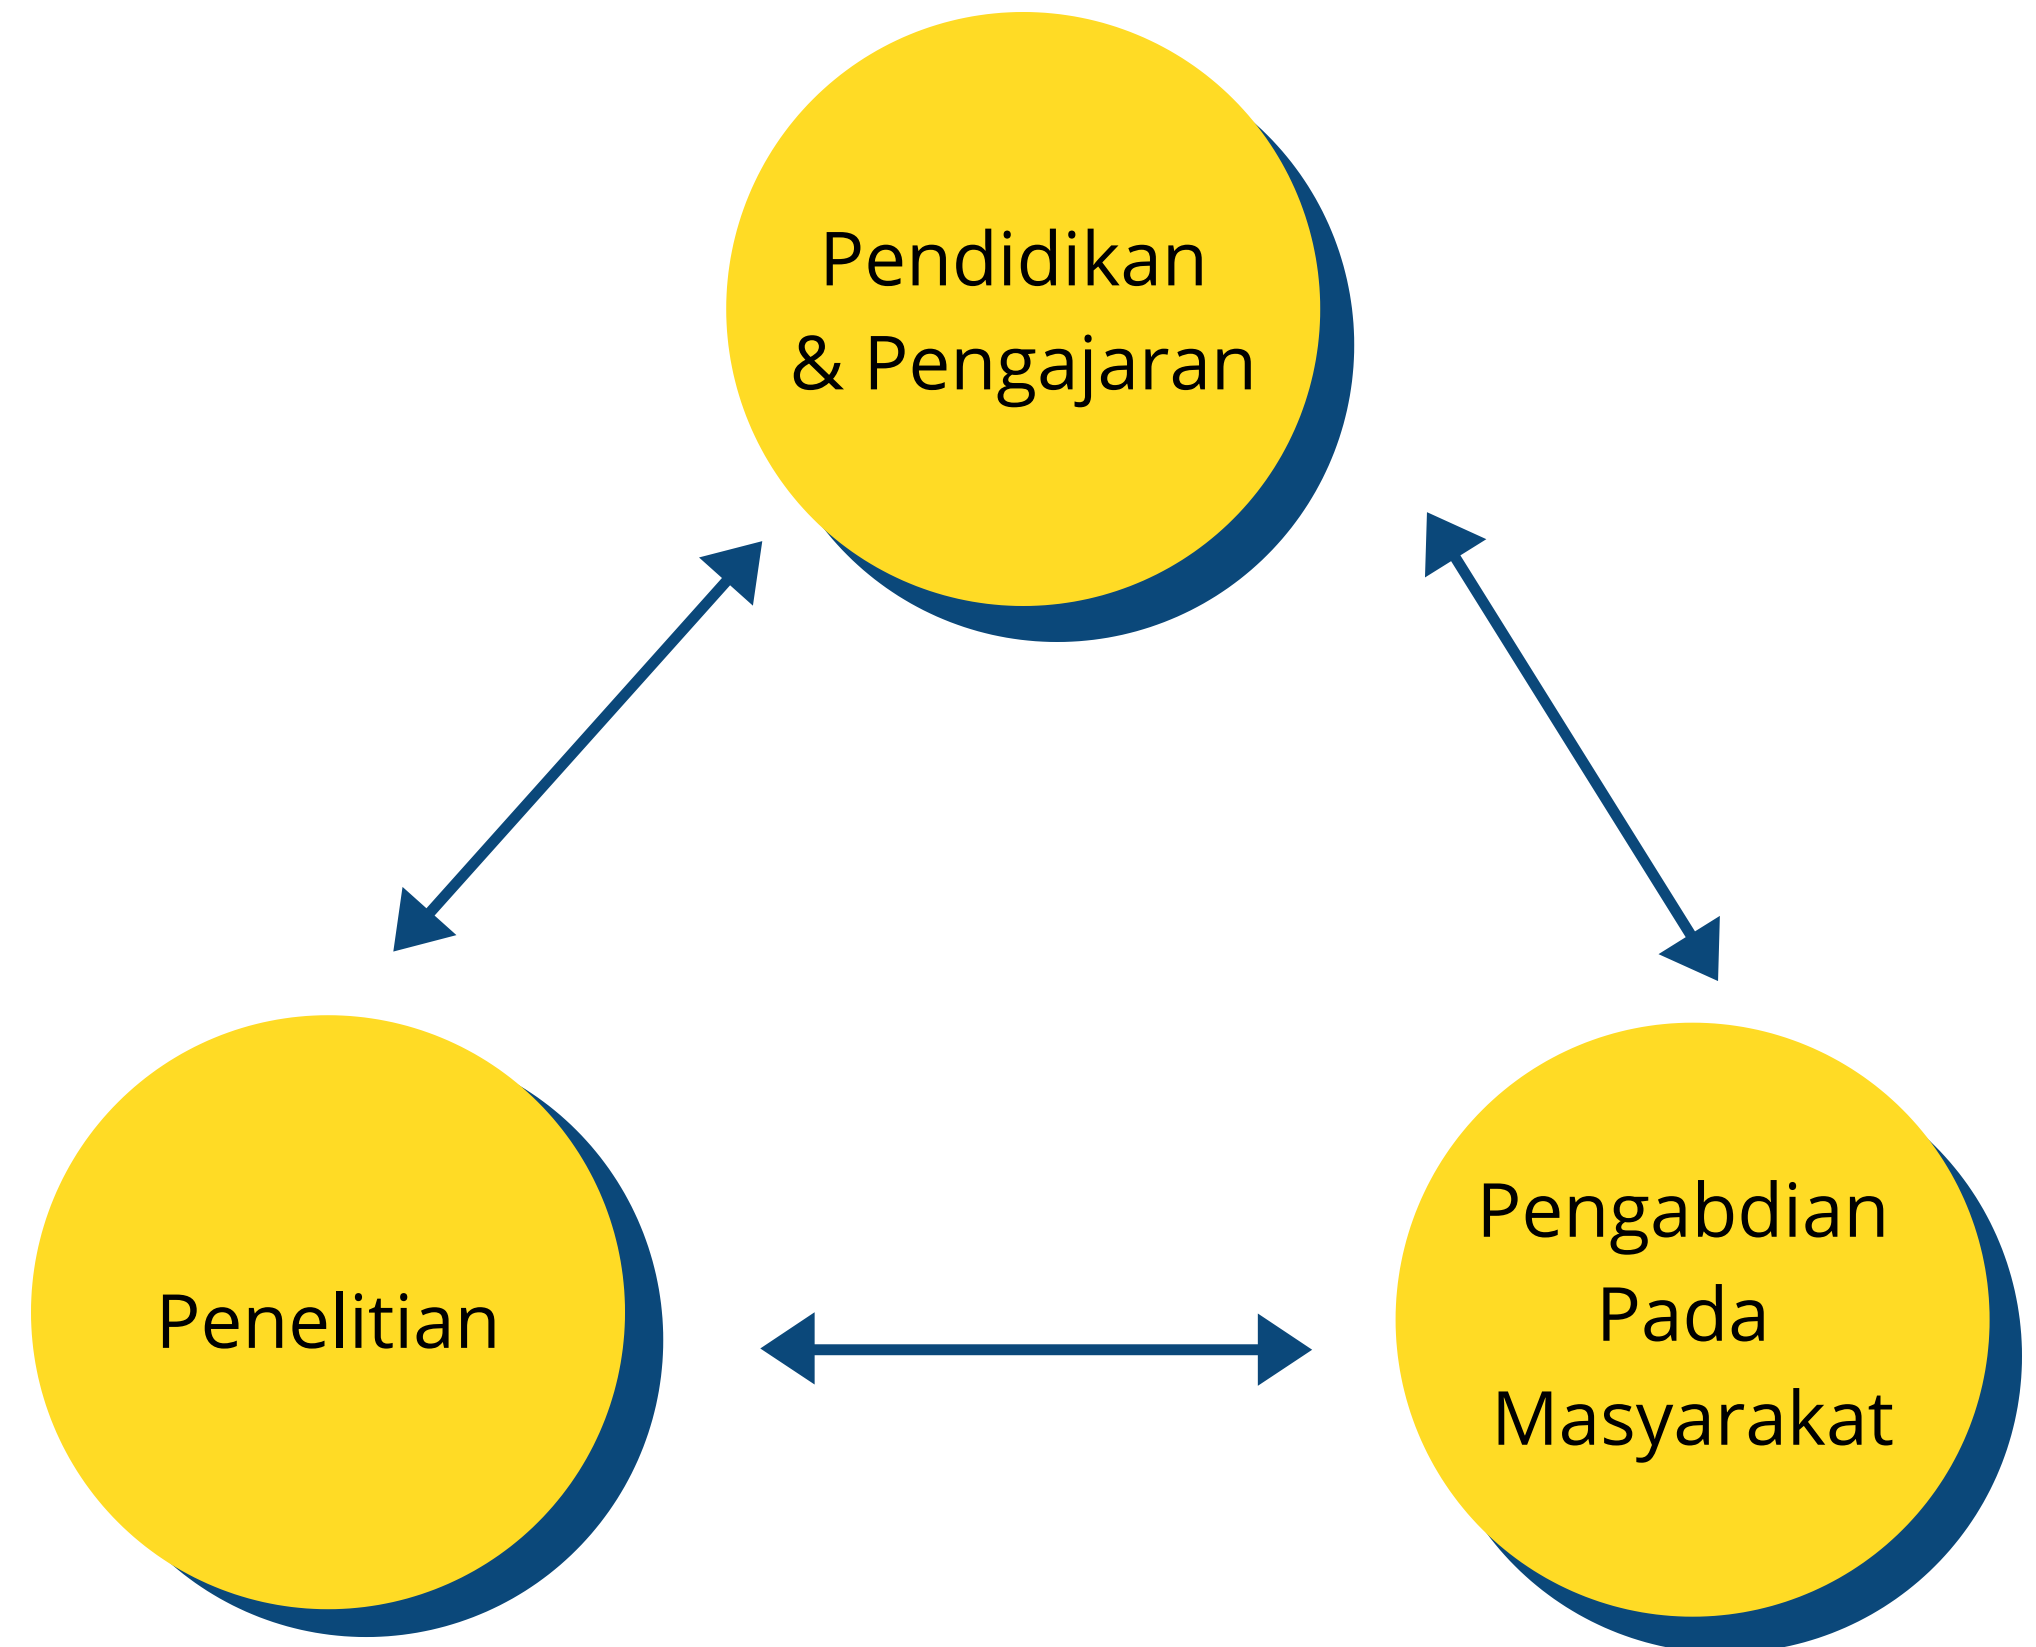 Pendidikan
& Pengajaran
Penelitian
Pengabdian
Pada
Masyarakat